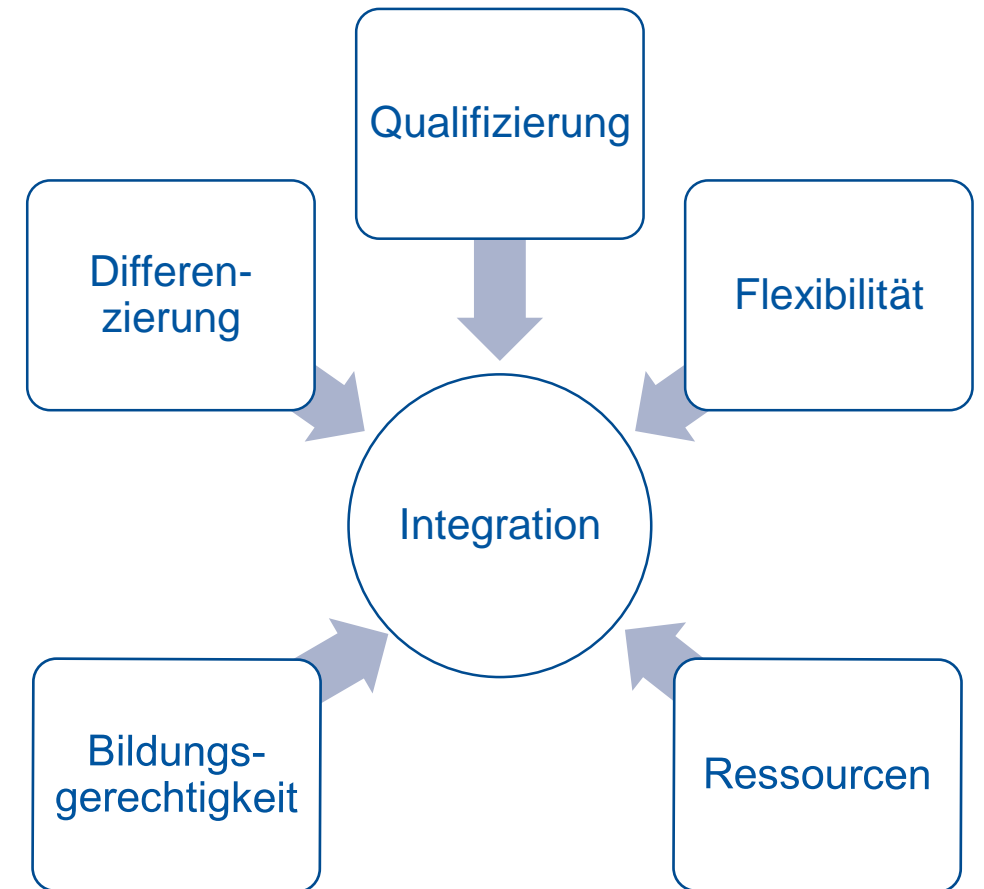 Qualifizierung
Differen-
zierung
Flexibilität
Integration
Bildungs-
gerechtigkeit
Ressourcen